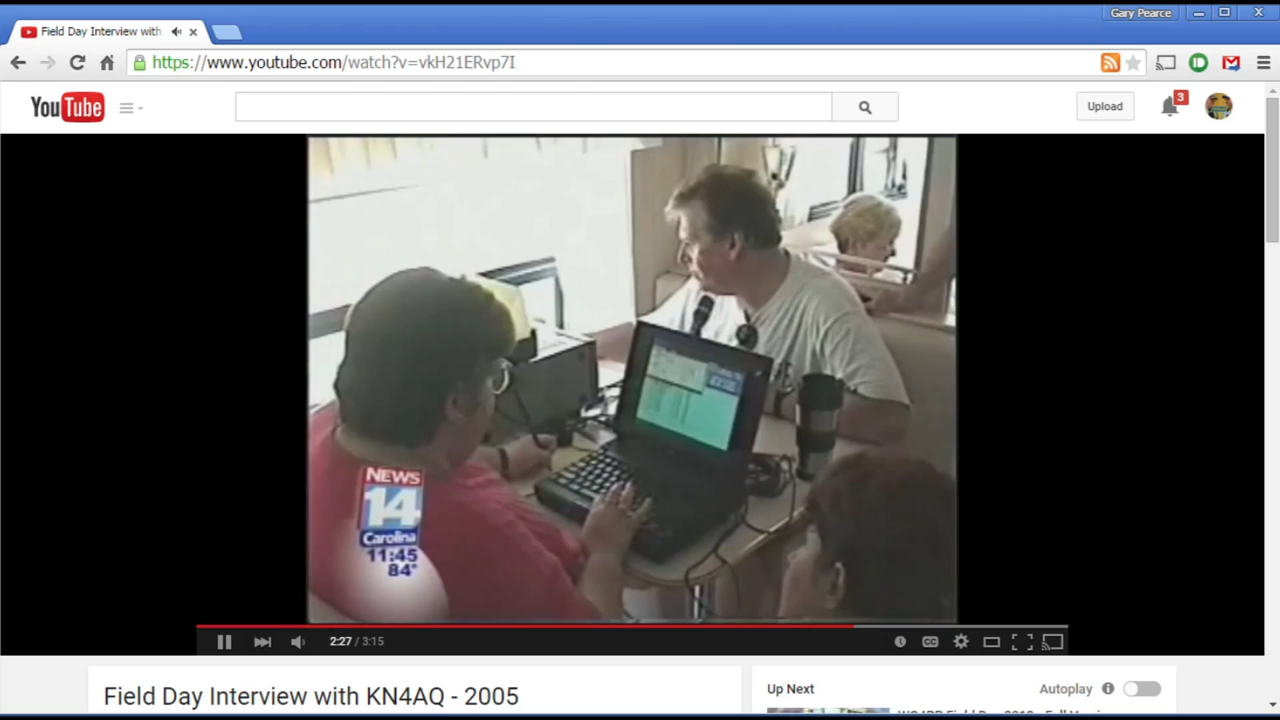 Gary Pearce
Field Day Interview with
https://www.youtube.com/watch?v=vkH21ERvp7I
YouTube
Upload
3
NEWS
14
Carolina
11:45
84°
2:27 / 3:15
CC
Field Day Interview with KN4AQ - 2005
Up Next
Autoplay